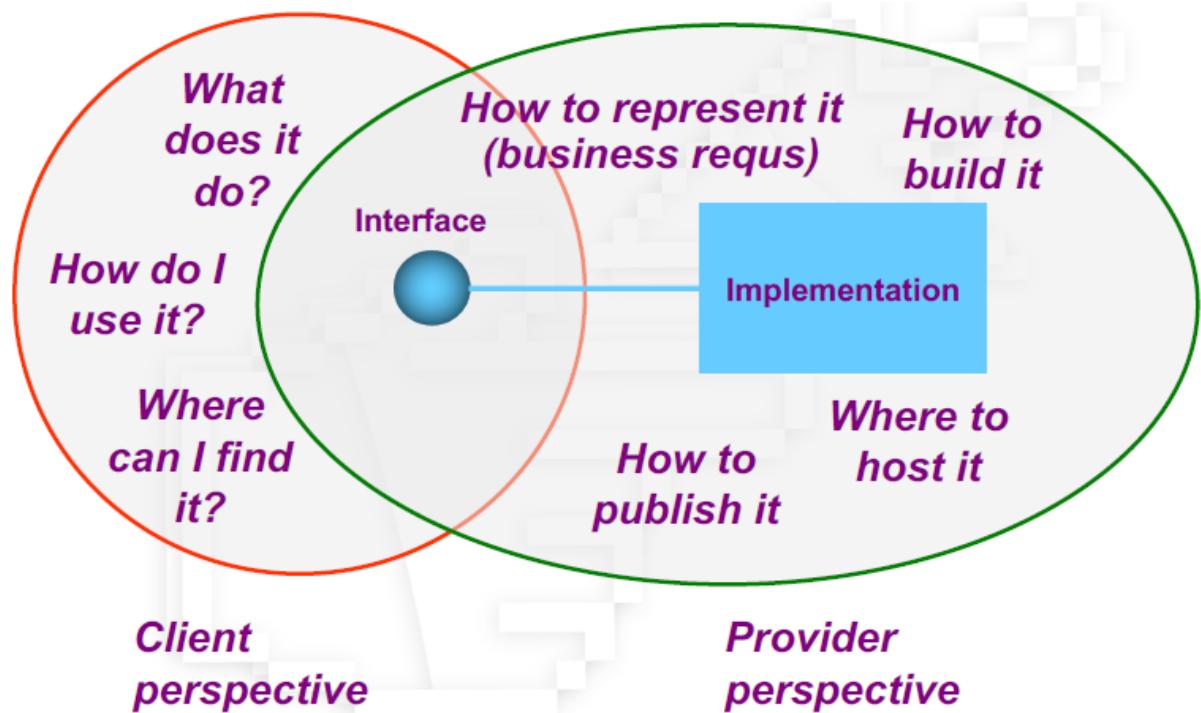 What
does it
do?
How do I
use it?
Where
can I find
it?
Interface
How to represent it
(business requs)
How to
build it
Implementation
Where to
host it
How to
publish it
Client
perspective
Provider
perspective